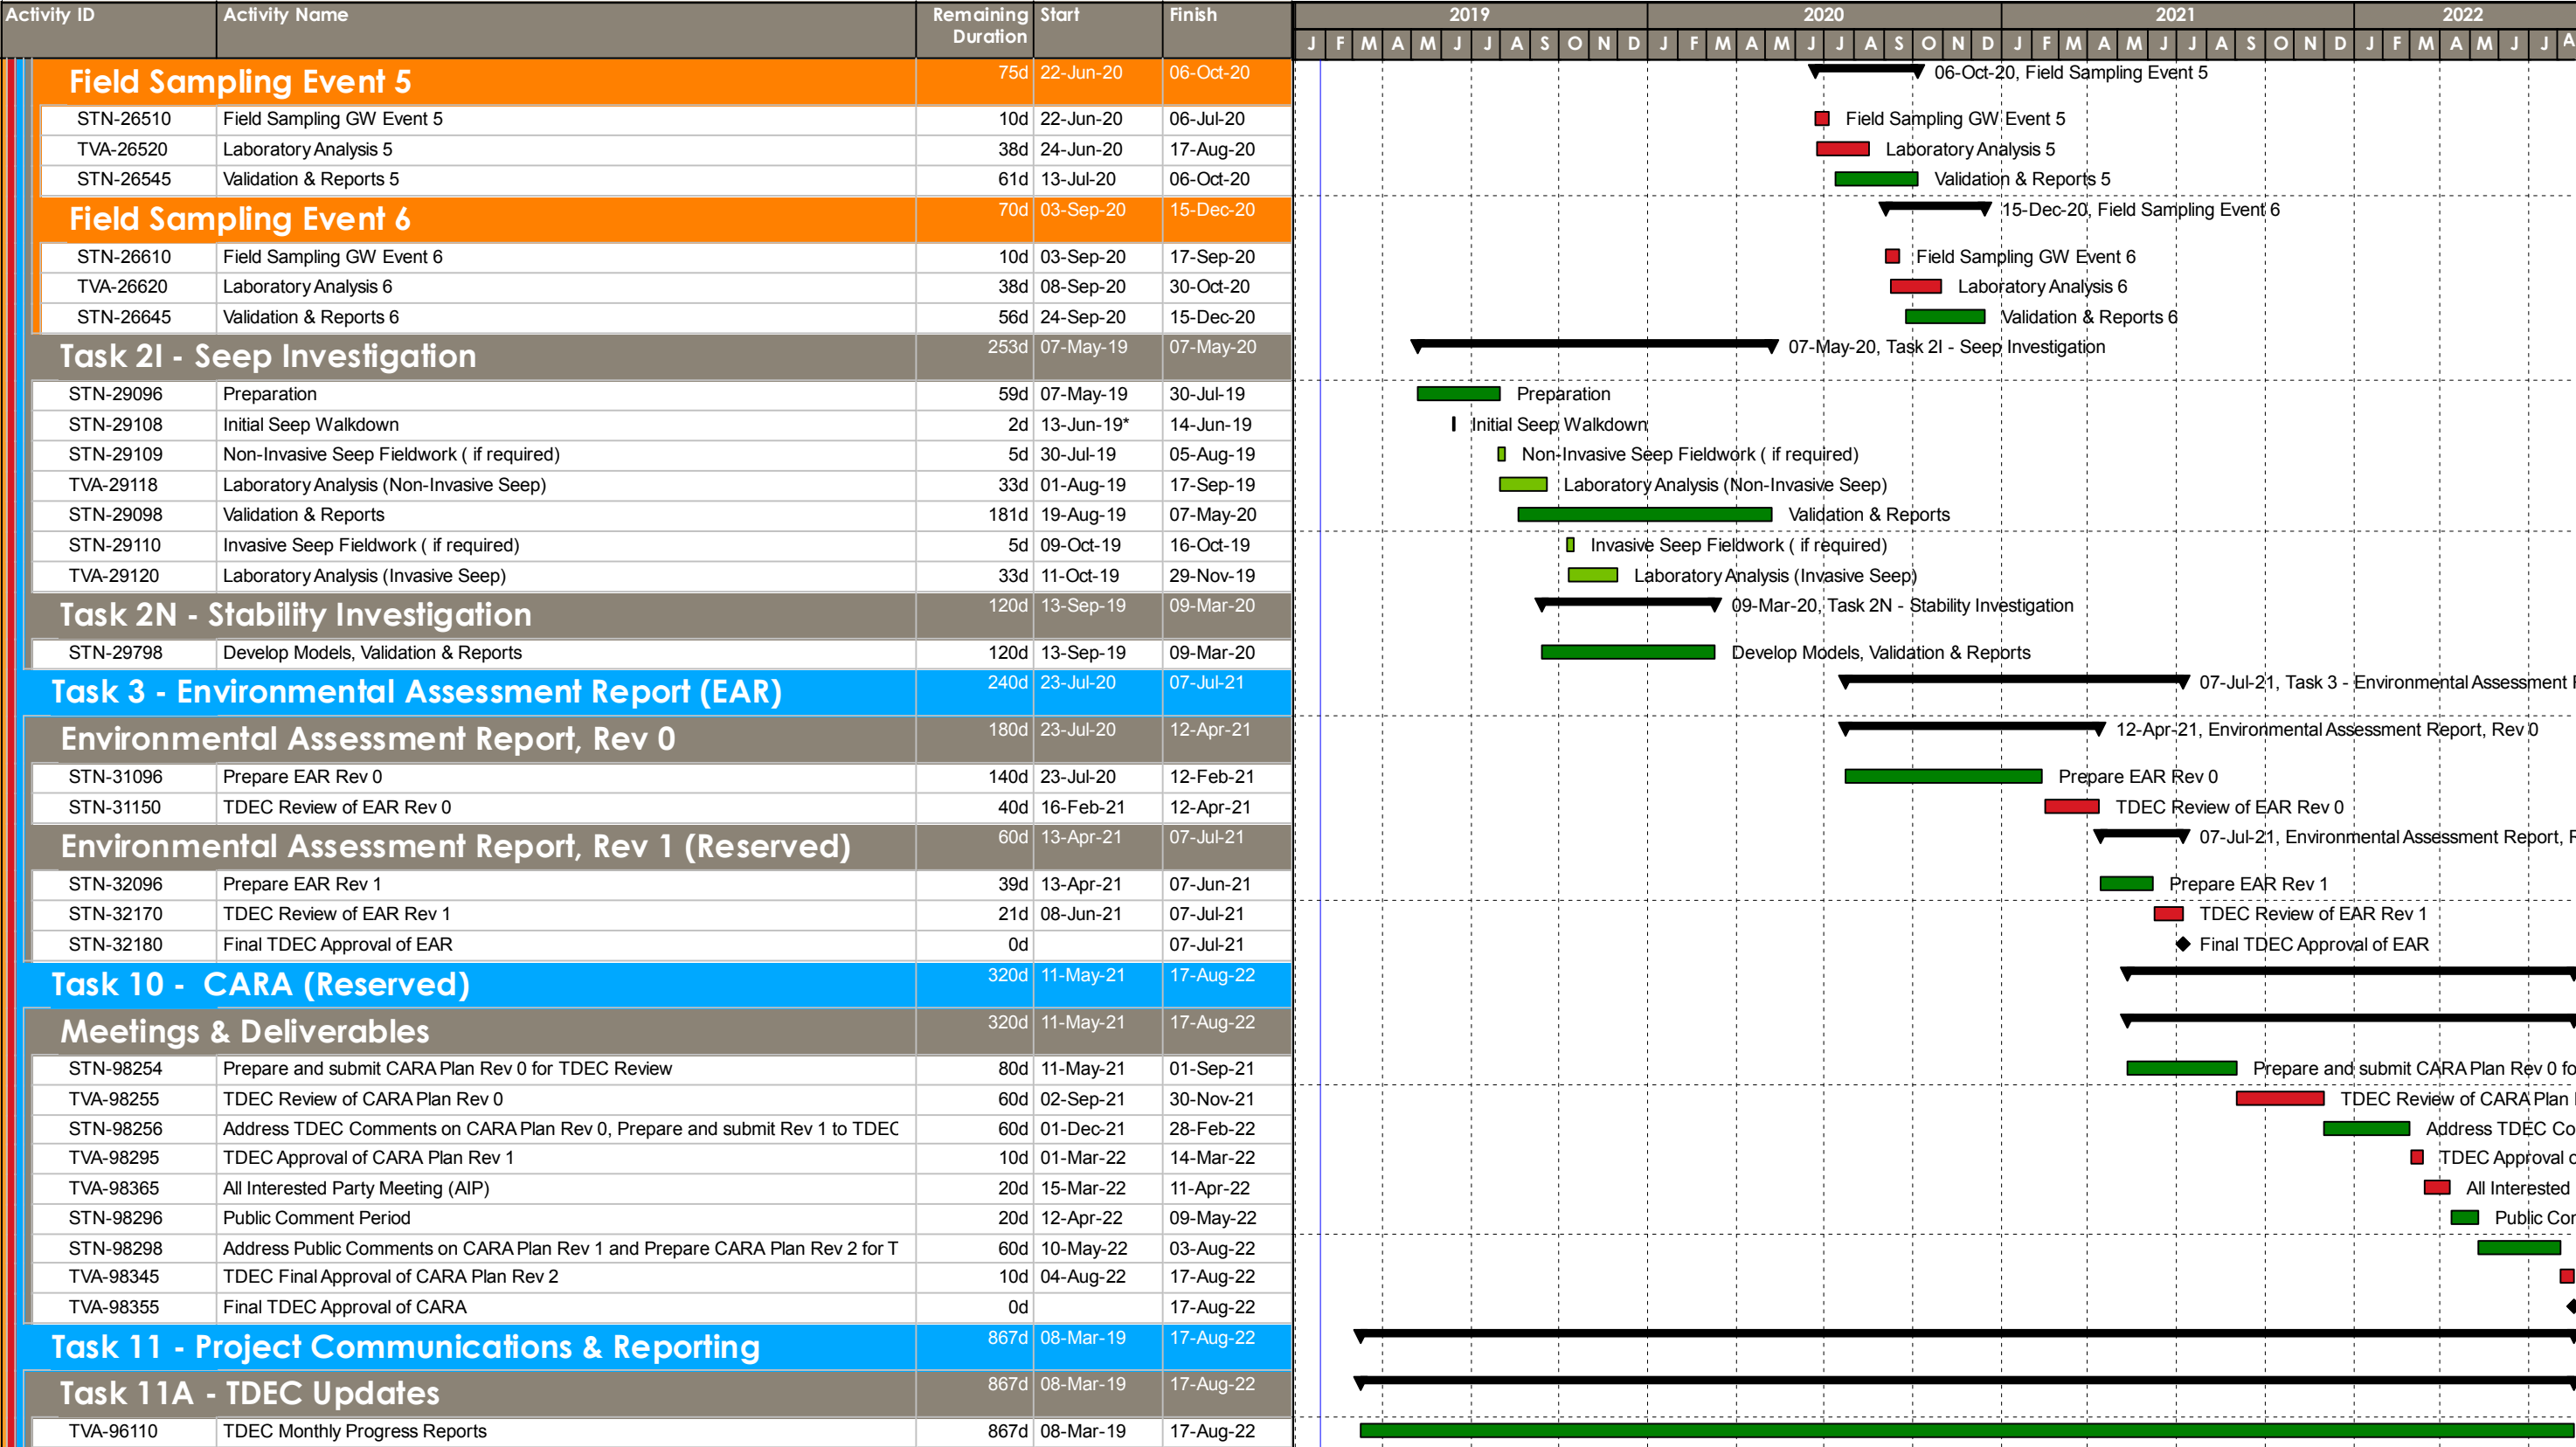 Activity ID Activity Name Remaining Duration Start Finish 2019 2020 2021 2022
J F M A M J J A S O N D J F M A M J J A S O N D J F M A M J J A S O N D J F M A M J J A
Field Sampling Event 5 75d 22-Jun-20 06-Oct-20 06-Oct-20, Field Sampling Event 5
STN-26510 Field Sampling GW Event 5 10d 22-Jun-20 06-Jul-20 Field Sampling GW Event 5
TVA-26520 Laboratory Analysis 5 38d 24-Jun-20 17-Aug-20 Laboratory Analysis 5
STN-26545 Validation & Reports 5 61d 13-Jul-20 06-Oct-20 Validation & Reports 5
Field Sampling Event 6 70d 03-Sep-20 15-Dec-20 15-Dec-20, Field Sampling Event 6
STN-26610 Field Sampling GW Event 6 10d 03-Sep-20 17-Sep-20 Field Sampling GW Event 6
TVA-26620 Laboratory Analysis 6 38d 08-Sep-20 30-Oct-20 Laboratory Analysis 6
STN-26645 Validation & Reports 6 56d 24-Sep-20 15-Dec-20 Validation & Reports 6
Task 2I - Seep Investigation 253d 07-May-19 07-May-20 07-May-20, Task 2I - Seep Investigation
STN-29096 Preparation 59d 07-May-19 30-Jul-19 Preparation
STN-29108 Initial Seep Walkdown 2d 13-Jun-19* 14-Jun-19 Initial Seep Walkdown
STN-29109 Non-Invasive Seep Fieldwork ( if required) 5d 30-Jul-19 05-Aug-19 Non-Invasive Seep Fieldwork ( if required)
TVA-29118 Laboratory Analysis (Non-Invasive Seep) 33d 01-Aug-19 17-Sep-19 Laboratory Analysis (Non-Invasive Seep)
STN-29098 Validation & Reports 181d 19-Aug-19 07-May-20 Validation & Reports
STN-29110 Invasive Seep Fieldwork ( if required) 5d 09-Oct-19 16-Oct-19 Invasive Seep Fieldwork ( if required)
TVA-29120 Laboratory Analysis (Invasive Seep) 33d 11-Oct-19 29-Nov-19 Laboratory Analysis (Invasive Seep)
Task 2N - Stability Investigation 120d 13-Sep-19 09-Mar-20 09-Mar-20, Task 2N - Stability Investigation
STN-29798 Develop Models, Validation & Reports 120d 13-Sep-19 09-Mar-20 Develop Models, Validation & Reports
Task 3 - Environmental Assessment Report (EAR) 240d 23-Jul-20 07-Jul-21 07-Jul-21, Task 3 - Environmental Assessment
Environmental Assessment Report, Rev 0 180d 23-Jul-20 12-Apr-21 12-Apr-21, Environmental Assessment Report, Rev 0
STN-31096 Prepare EAR Rev 0 140d 23-Jul-20 12-Feb-21 Prepare EAR Rev 0
STN-31150 TDEC Review of EAR Rev 0 40d 16-Feb-21 12-Apr-21 TDEC Review of EAR Rev 0
Environmental Assessment Report, Rev 1 (Reserved) 60d 13-Apr-21 07-Jul-21 07-Jul-21, Environmental Assessment Report,
STN-32096 Prepare EAR Rev 1 39d 13-Apr-21 07-Jun-21 Prepare EAR Rev 1
STN-32170 TDEC Review of EAR Rev 1 21d 08-Jun-21 07-Jul-21 TDEC Review of EAR Rev 1
STN-32180 Final TDEC Approval of EAR 0d 07-Jul-21 Final TDEC Approval of EAR
Task 10 - CARA (Reserved) 320d 11-May-21 17-Aug-22
Meetings & Deliverables 320d 11-May-21 17-Aug-22
STN-98254 Prepare and submit CARA Plan Rev 0 for TDEC Review 80d 11-May-21 01-Sep-21 Prepare and submit CARA Plan Rev 0 fo
TVA-98255 TDEC Review of CARA Plan Rev 0 60d 02-Sep-21 30-Nov-21 TDEC Review of CARA Plan
STN-98256 Address TDEC Comments on CARA Plan Rev 0, Prepare and submit Rev 1 to TDEC 60d 01-Dec-21 28-Feb-22 Address TDEC Co
TVA-98295 TDEC Approval of CARA Plan Rev 1 10d 01-Mar-22 14-Mar-22 TDEC Approval
TVA-98365 All Interested Party Meeting (AIP) 20d 15-Mar-22 11-Apr-22 All Interested
STN-98296 Public Comment Period 20d 12-Apr-22 09-May-22 Public Con
STN-98298 Address Public Comments on CARA Plan Rev 1 and Prepare CARA Plan Rev 2 for T 60d 10-May-22 03-Aug-22
TVA-98345 TDEC Final Approval of CARA Plan Rev 2 10d 04-Aug-22 17-Aug-22
TVA-98355 Final TDEC Approval of CARA 0d 17-Aug-22
Task 11 - Project Communications & Reporting 867d 08-Mar-19 17-Aug-22
Task 11A - TDEC Updates 867d 08-Mar-19 17-Aug-22
TVA-96110 TDEC Monthly Progress Reports 867d 08-Mar-19 17-Aug-22